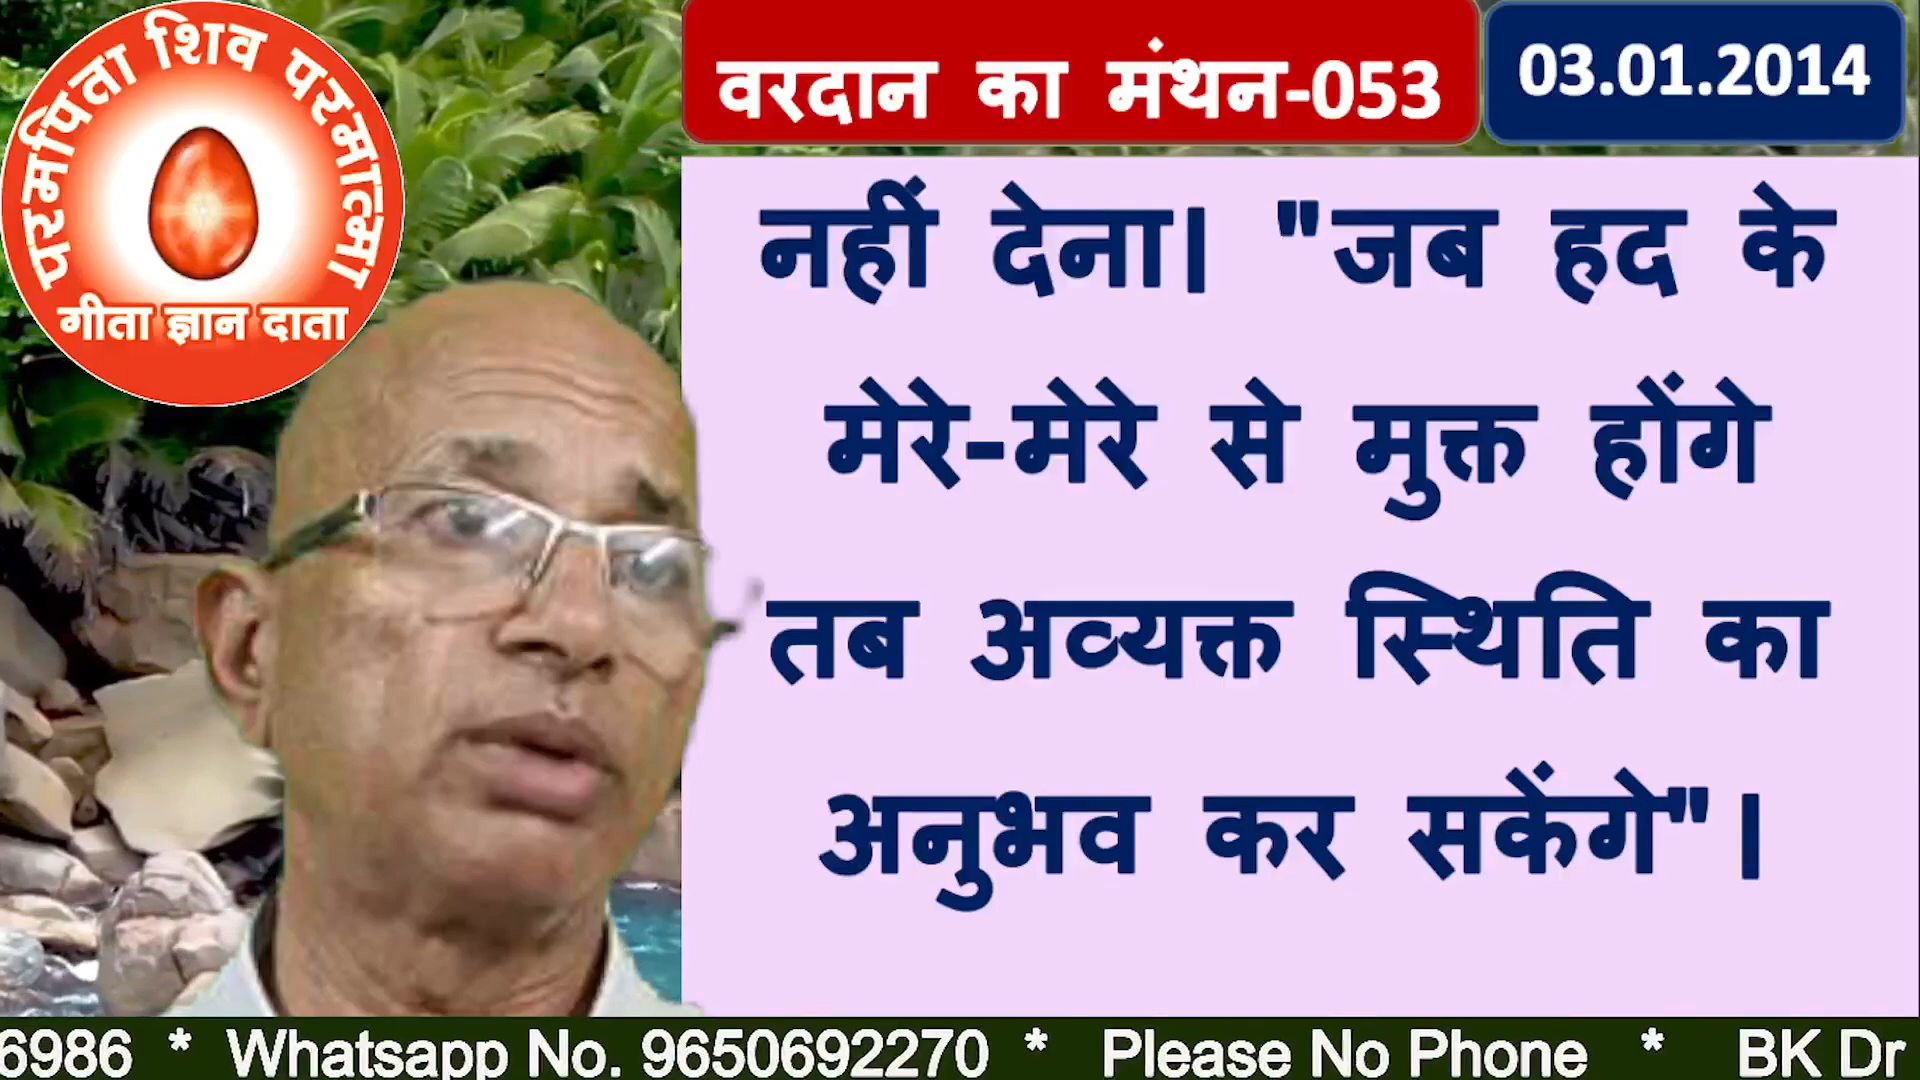 परमपिता शिव परमात्मा
गीता ज्ञान दाता
वरदान का मंथन-053
03.01.2014
नहीं देना। "जब हद के
मेरे-मेरे से मुक्त होंगे
तब अव्यक्त स्थिति का
अनुभव कर सकेंगे"।
6986 * Whatsapp No. 9650692270 * Please No Phone * BK Dr